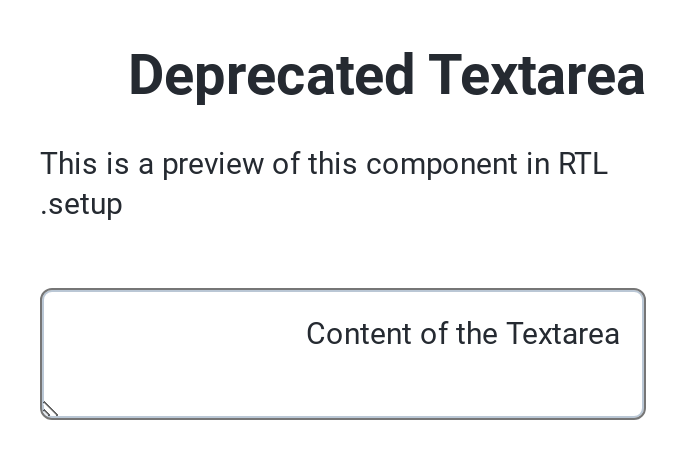 Deprecated Textarea
This is a preview of this component in RTL
.setup
Content of the Textarea